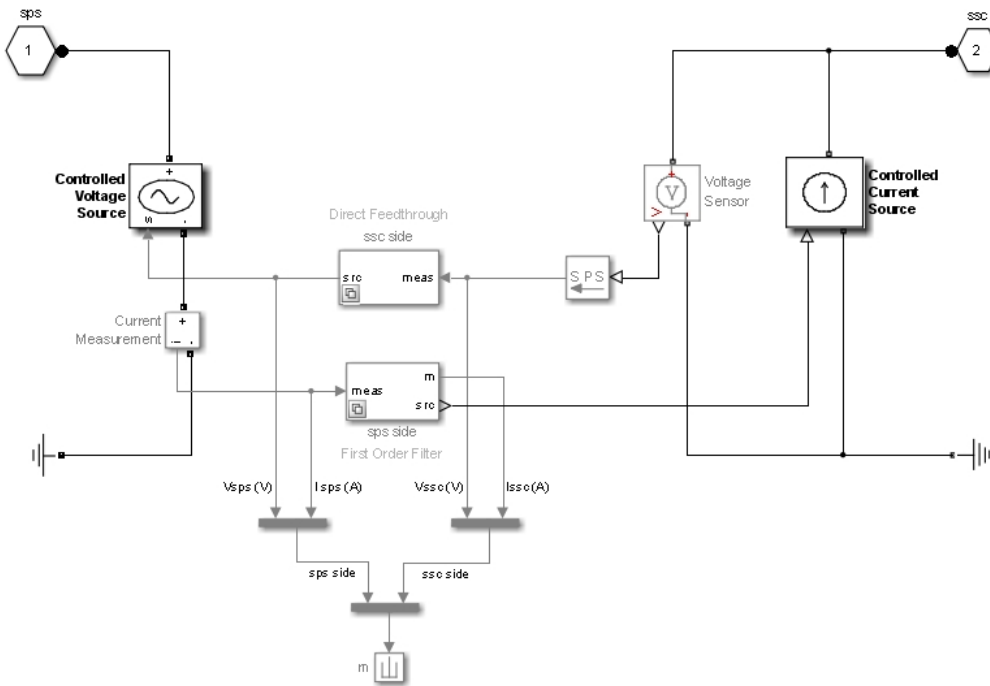 sps
1
ssc
2
Controlled
Voltage
Source
+
s
-
Direct Feedthrough
ssc side
src
meas
S PS
V
+
-
V
Voltage
Sensor
Controlled
Current
Source
Current
Measurement
+
i
-
meas
m
src
sps side
First Order Filter
Vsps(V)
Isps(A)
Vssc(V)
Issc(A)
sps side
ssc side
m